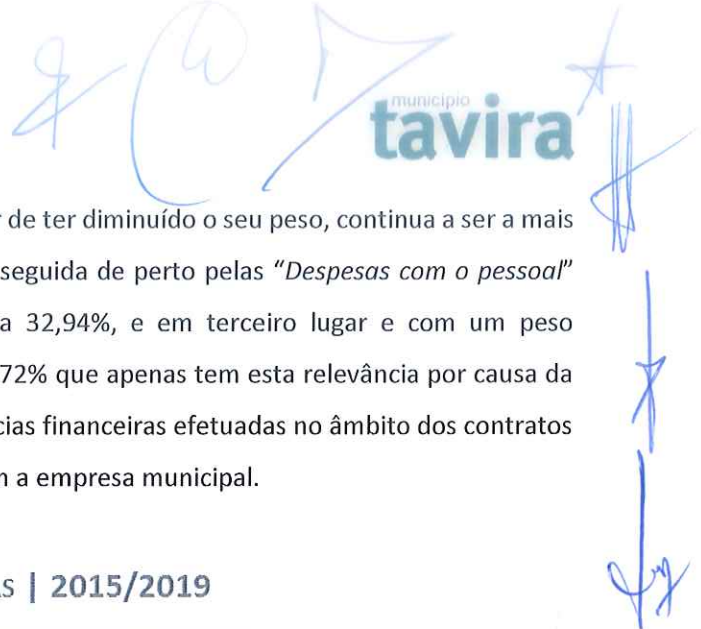 município
tavira
de ter diminuído o seu peso, continua a ser a mais
seguida de perto pelas “Despesas com o pessoal”
a 32,94%, e em terceiro lugar e com um peso
72% que apenas tem esta relevância por causa da
cias financeiras efetuadas no âmbito dos contratos
a empresa municipal.
| 2015/2019